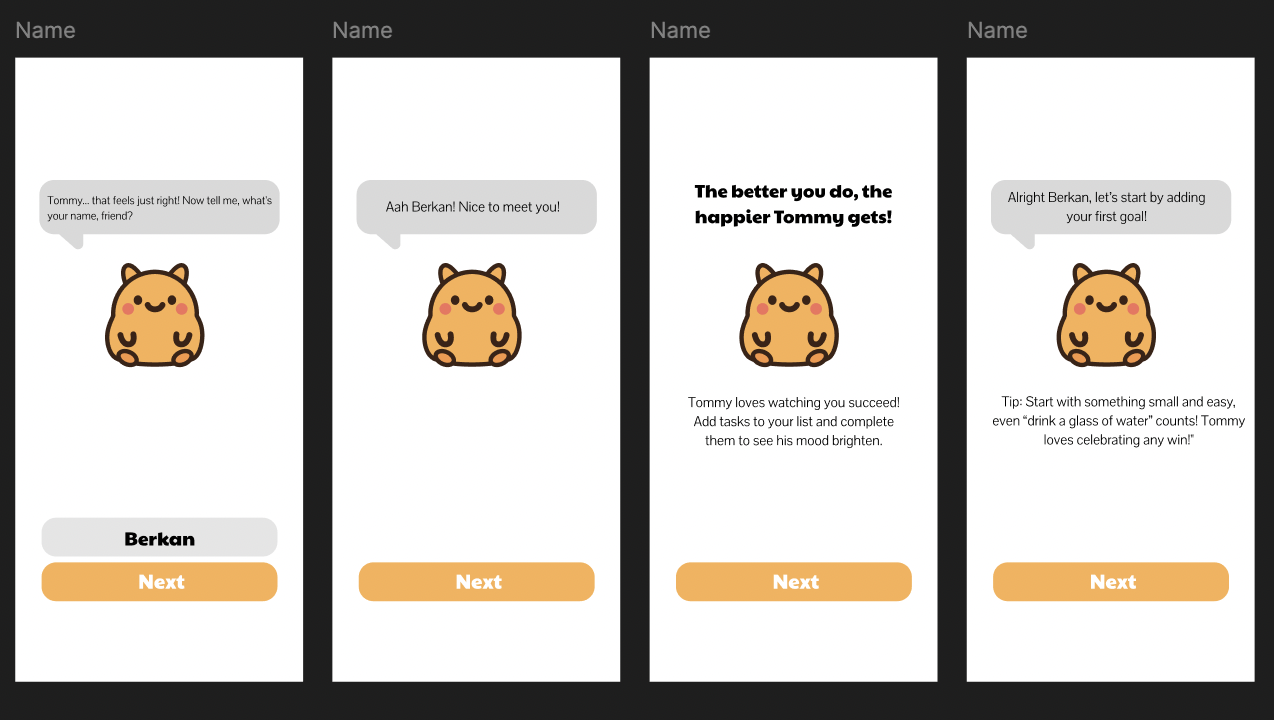 Name
Tommy... that feels just right! Now tell me, what's
your name, friend?
Berkan
Next
Name
Aah Berkan! Nice to meet you!
Next
Name
The better you do, the
happier Tommy gets!
Tommy loves watching you succeed!
Add tasks to your list and complete
them to see his mood brighten.
Next
Name
Alright Berkan, let's start by adding
your first goal!
Tip: Start with something small and easy,
even “drink a glass of water” counts! Tommy
loves celebrating any win!"
Next